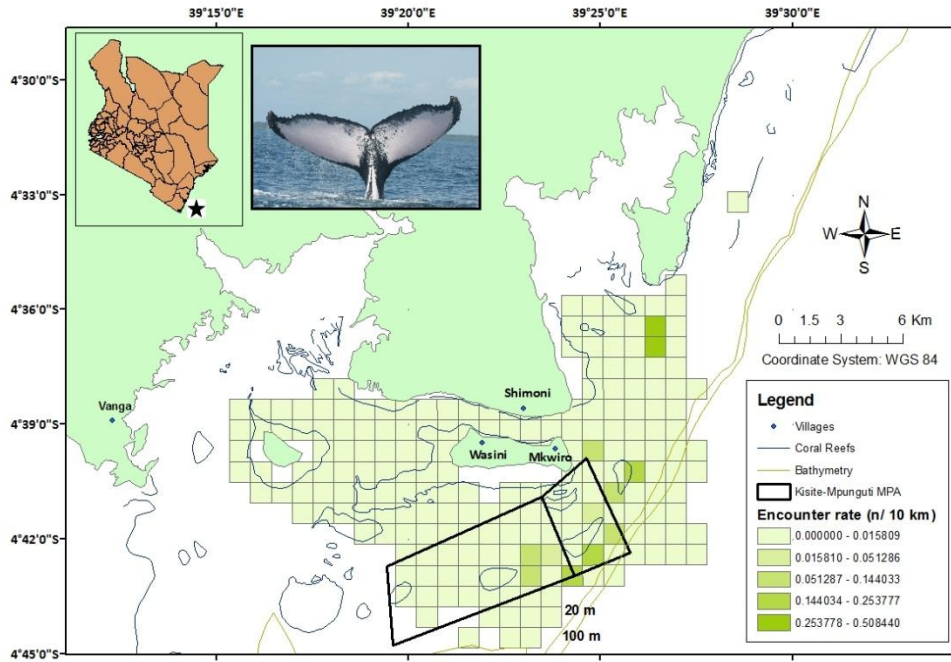 39°15'0"E 39°20'0"E 39°25'0"E 39°30'0"E
4°30'0"S
4°33'0"S
4°36'0"S
4°39'0"S
4°42'0"S
4°45'0"S
N
W E
S
0 1.5 3 6 Km
Coordinate System: WGS 84
Shimoni
Vanga
Wasini
Mkwiro
20 m
100 m
Legend
Villages
Coral Reefs
Bathymetry
Kisite-Mpunguti MPA
Encounter rate (n/ 10 km)
0.000000 - 0.015809
0.015810 - 0.051286
0.051287 - 0.144033
0.144034 - 0.253777
0.253778 - 0.508440